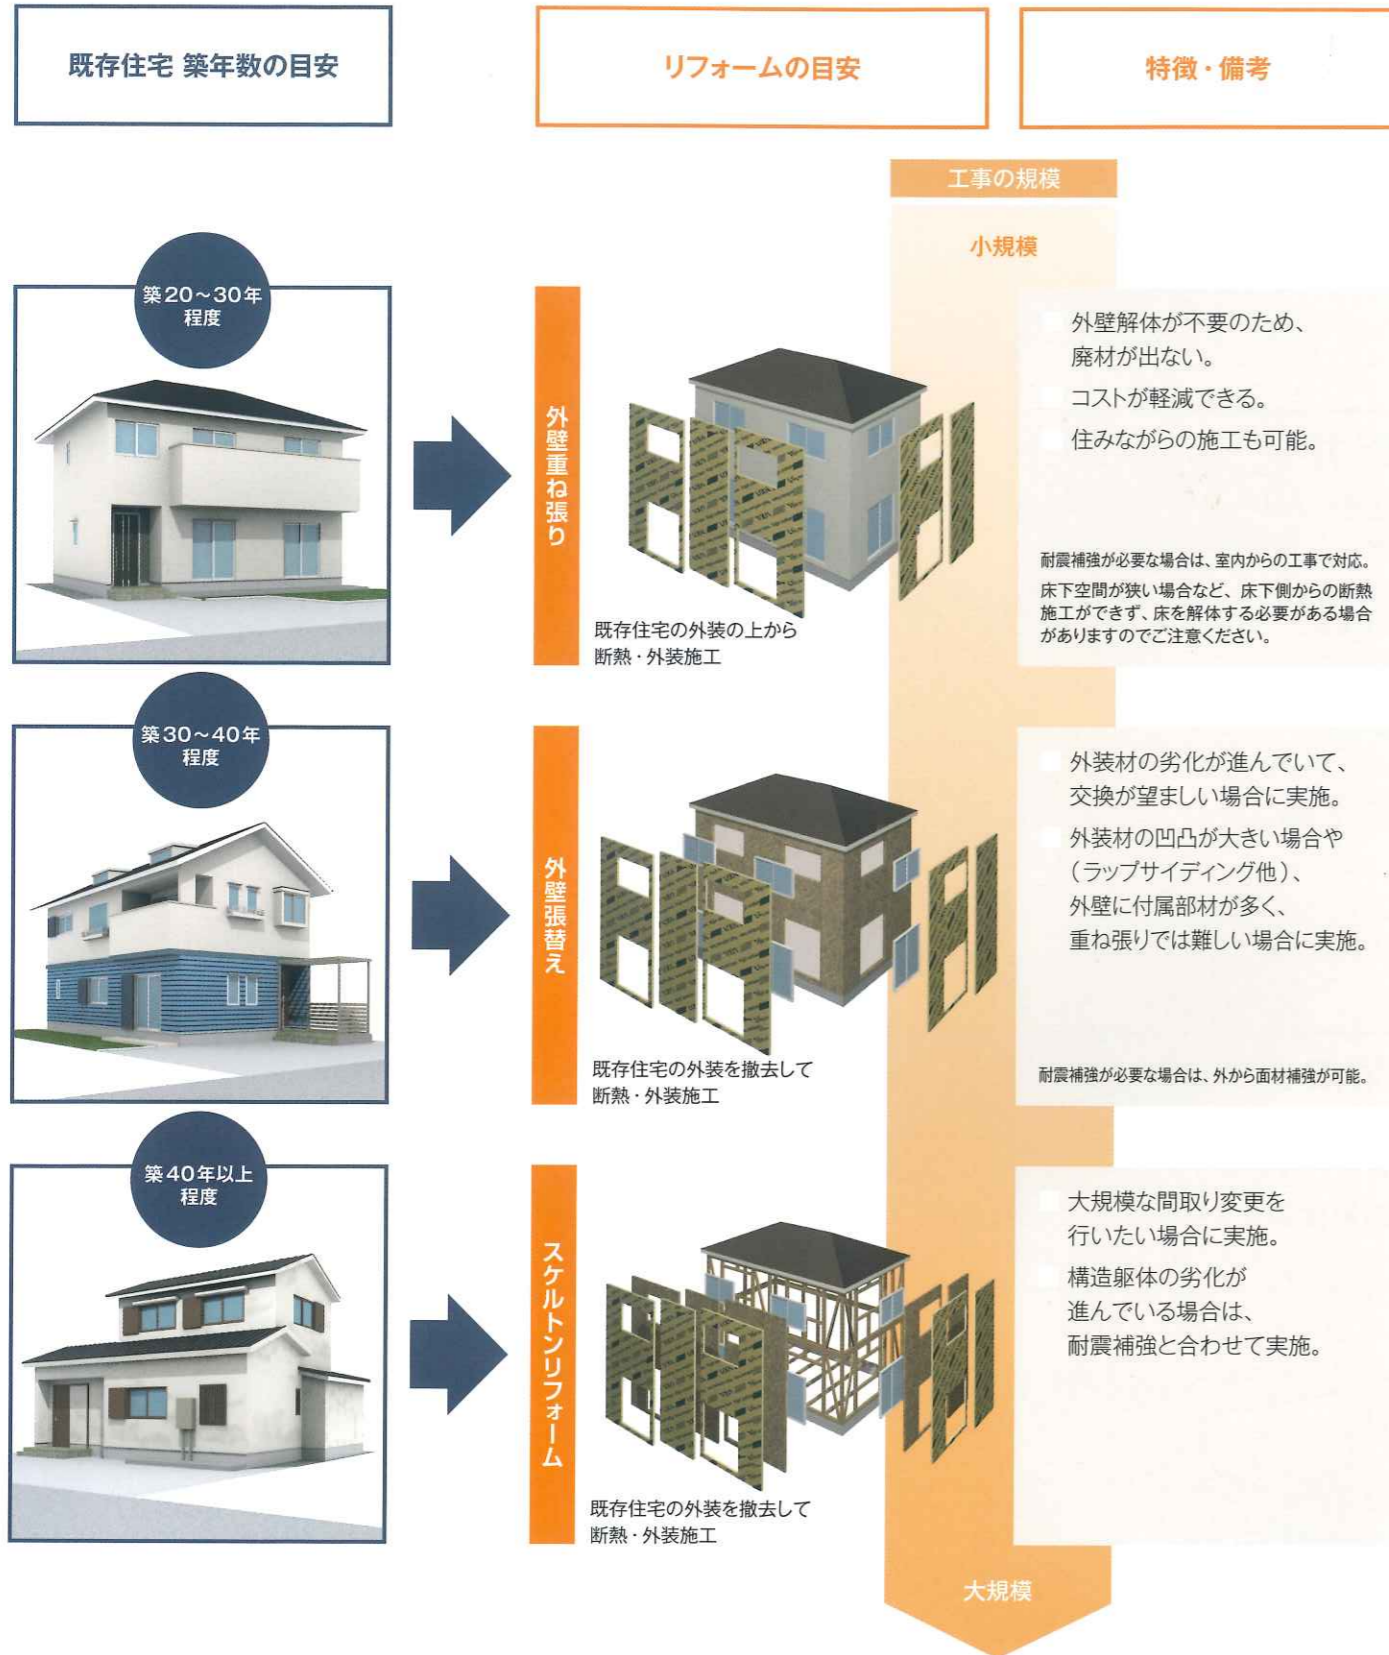 既存住宅 築年数の目安
リフォームの目安
特徴・備考
工事の規模
小規模
築20～30年
程度
外壁重ね張り
既存住宅の外装の上から
断熱・外装施工
外壁解体が不要のため、
廃材が出ない。
コストが軽減できる。
住みながらの施工も可能。
耐震補強が必要な場合は、室内からの工事で対応。
床下空間が狭い場合など、床下側からの断熱
施工ができず、床を解体する必要がある場合
がありますのでご注意ください。
築30～40年
程度
外壁張替え
既存住宅の外装を撤去して
断熱・外装施工
外装材の劣化が進んでいて、
交換が望ましい場合に実施。
外装材の凹凸が大きい場合や
（ラップサイディング他）、
外壁に付属部材が多く、
重ね張りでは難しい場合に実施。
耐震補強が必要な場合は、外から面材補強が可能。
築40年以上
程度
スケルトンリフォーム
既存住宅の外装を撤去して
断熱・外装施工
大規模な間取り変更を
行いたい場合に実施。
構造躯体の劣化が
進んでいる場合は、
耐震補強と合わせて実施。
大規模